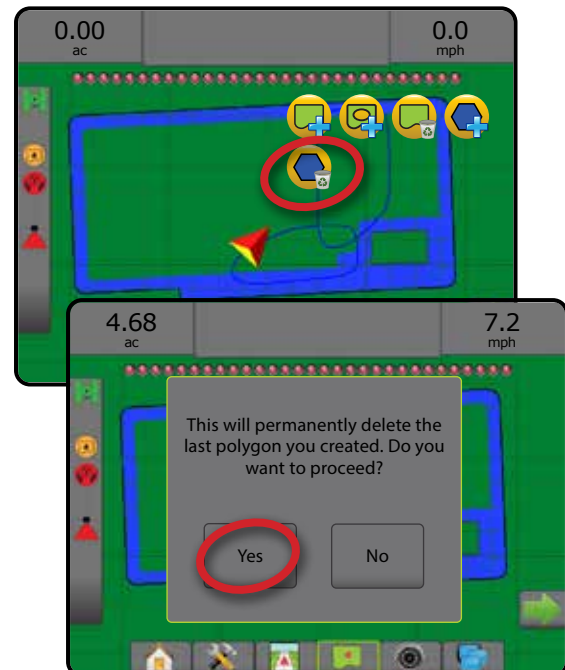 0.00
ac
0.0
mph
4.68
ac
7.2
mph
This will permanently delete the
last polygon you created. Do you
want to proceed?
Yes
No